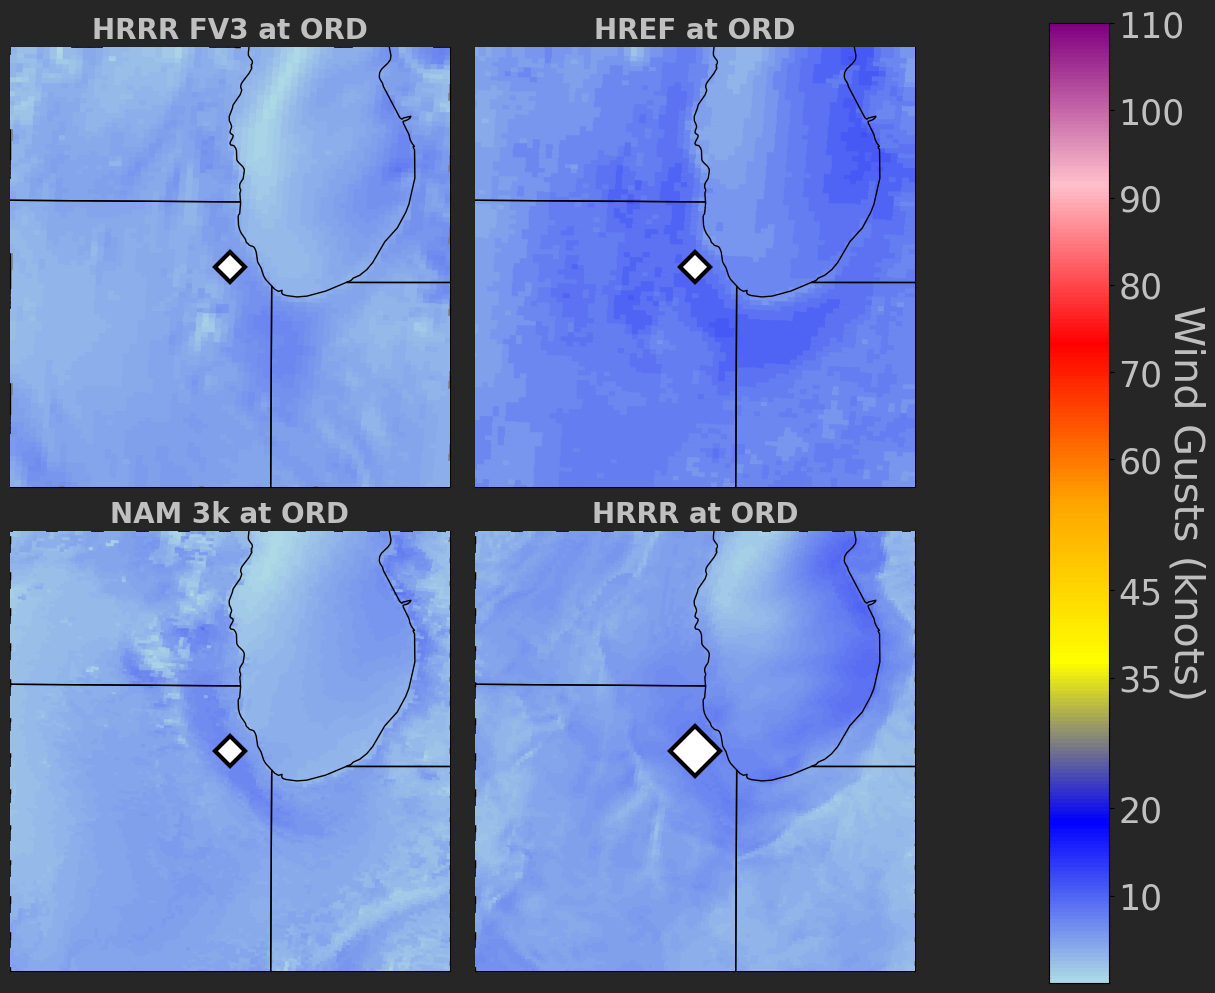 HRRR FV3 at ORD
HREF at ORD
NAM 3k at ORD
HRRR at ORD
110
100
90
80
70
60
45
35
20
10
Wind Gusts (knots)